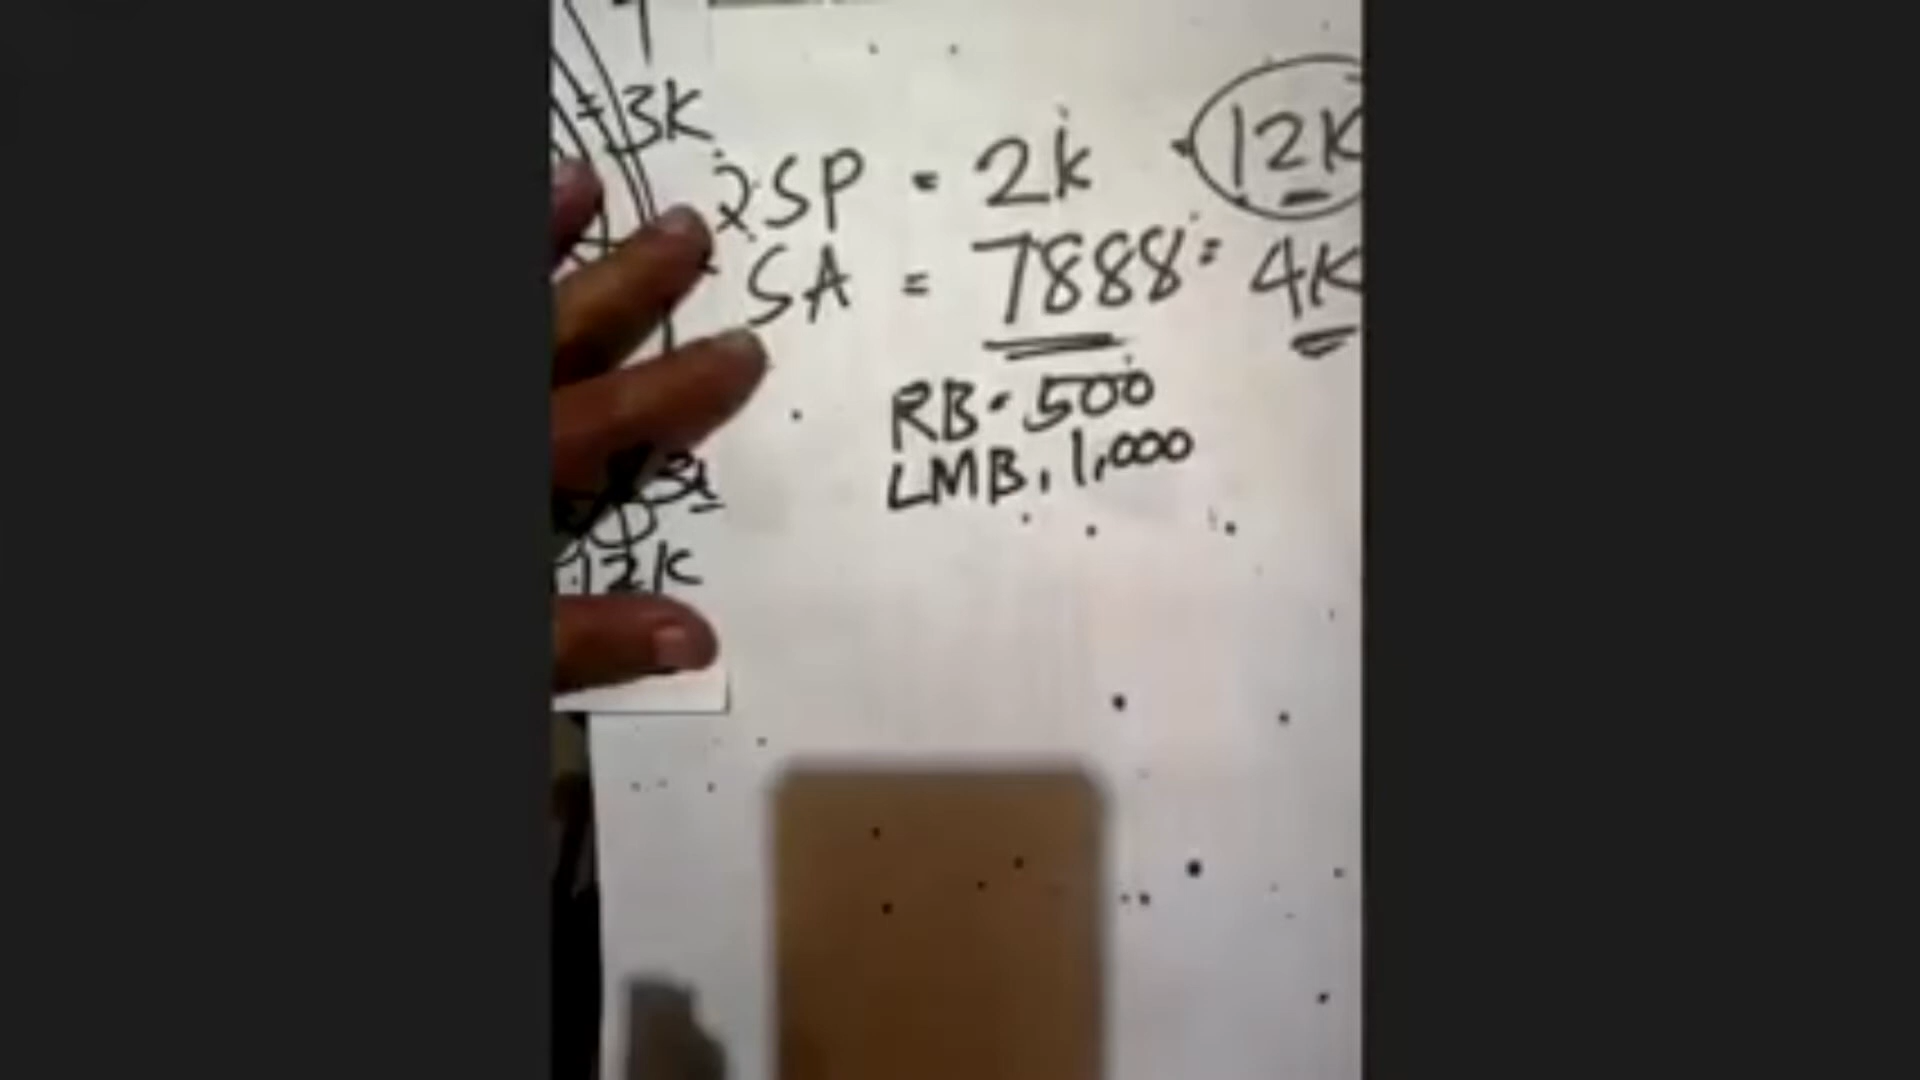 = 3K
2SP = 2k
12K
SA = 7888 = 4K
RB = 500
LMB. 1,000
12K